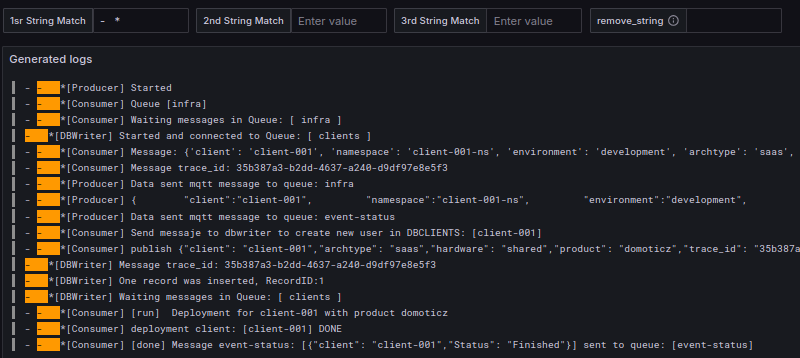 1sr String Match - * 2nd String Match Enter value 3rd String Match Enter value remove_string
Generated logs
- - *[Producer] Started
- - *[Consumer] Queue [infra]
- - *[Consumer] Waiting messages in Queue: [ infra ]
- *[DBWriter] Started and connected to Queue: [ clients ]
- - *[Consumer] Message: {'client': 'client-001', 'namespace': 'client-001-ns', 'environment': 'development', 'archtype': 'saas',
- - *[Consumer] Message trace_id: 35b387a3-b2dd-4637-a240-d9df97e8e5f3
- - *[Producer] Data sent mqtt message to queue: infra
- - *[Producer] { "client":"client-001", "namespace":"client-001-ns", "environment":"development",
- - *[Producer] Data sent mqtt message to queue: event-status
- - *[Consumer] Send messaje to dbwriter to create new user in DBCLIENTS: [client-001]
- - *[Consumer] publish {"client": "client-001","archtype": "saas","hardware": "shared","product": "domoticz","trace_id": "35b387a
- *[DBWriter] Message trace_id: 35b387a3-b2dd-4637-a240-d9df97e8e5f3
- *[DBWriter] One record was inserted, RecordID:1
- *[DBWriter] Waiting messages in Queue: [ clients ]
- - *[Consumer] [run] Deployment for client-001 with product domoticz
- - *[Consumer] deployment client: [client-001] DONE
- - *[Consumer] [done] Message event-status: [{"client": "client-001","Status": "Finished"}] sent to queue: [event-status]